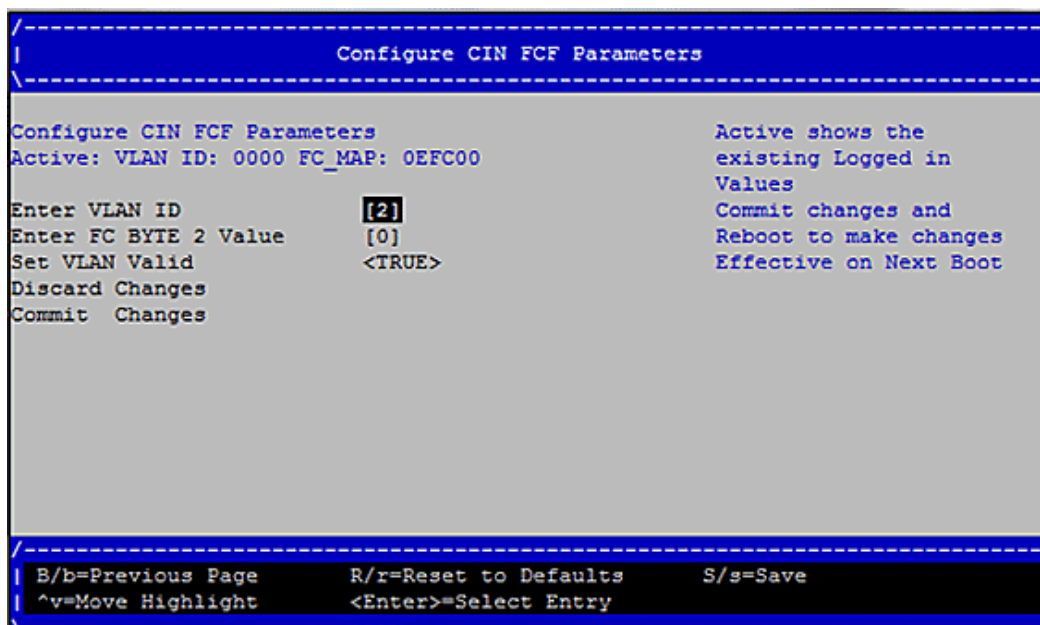 /--------------------------------------------------------------------------
| Configure CIN FCF Parameters
\--------------------------------------------------------------------------
Configure CIN FCF Parameters
Active: VLAN ID: 0000 FC_MAP: 0EFC00
Enter VLAN ID [2]
Enter FC BYTE 2 Value [0]
Set VLAN Valid <TRUE>
Discard Changes
Commit  Changes
Active shows the
existing Logged in
Values
Commit changes and
Reboot to make changes
Effective on Next Boot
/--------------------------------------------------------------------------
| B/b=Previous Page R/r=Reset to Defaults S/s=Save
| ^v=Move Highlight <Enter>=Select Entry